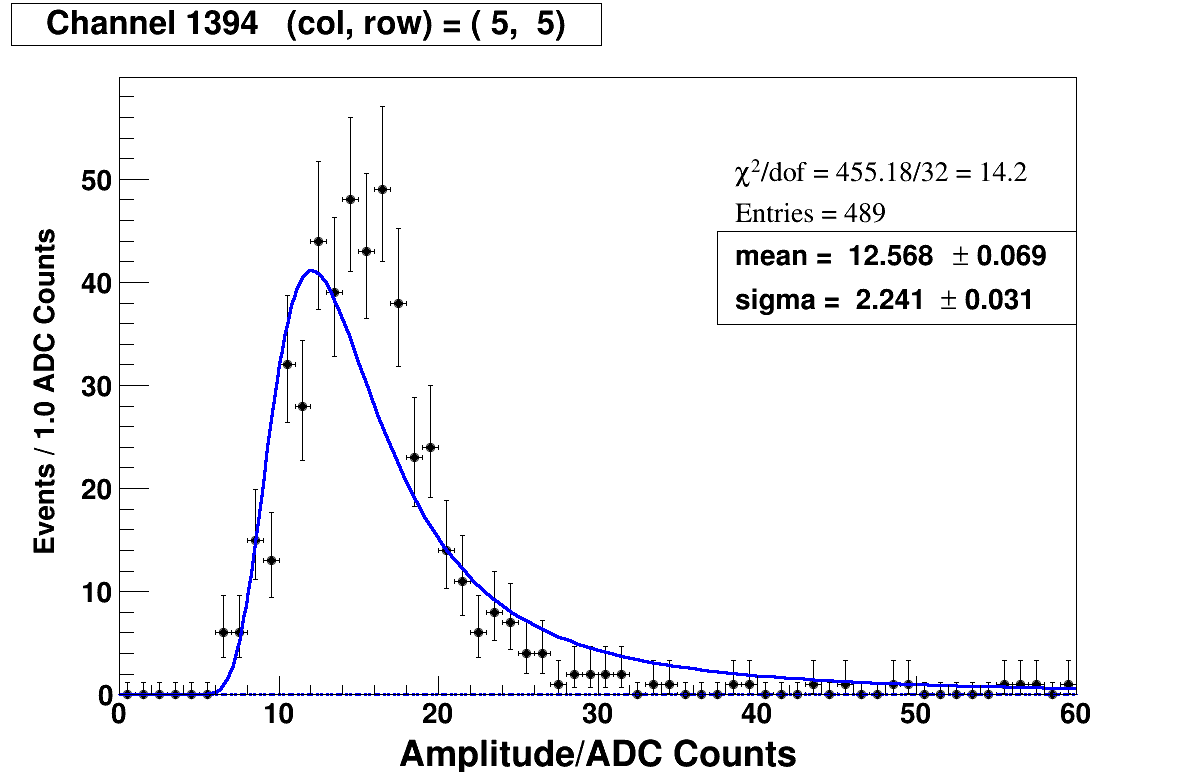 Channel 1394 (col, row) = ( 5, 5)
χ²/dof = 455.18/32 = 14.2
Entries = 489
mean = 12.568 ± 0.069
sigma = 2.241 ± 0.031
Events / 1.0 ADC Counts
50
40
30
20
10
0
0 10 20 30 40 50 60
Amplitude/ADC Counts